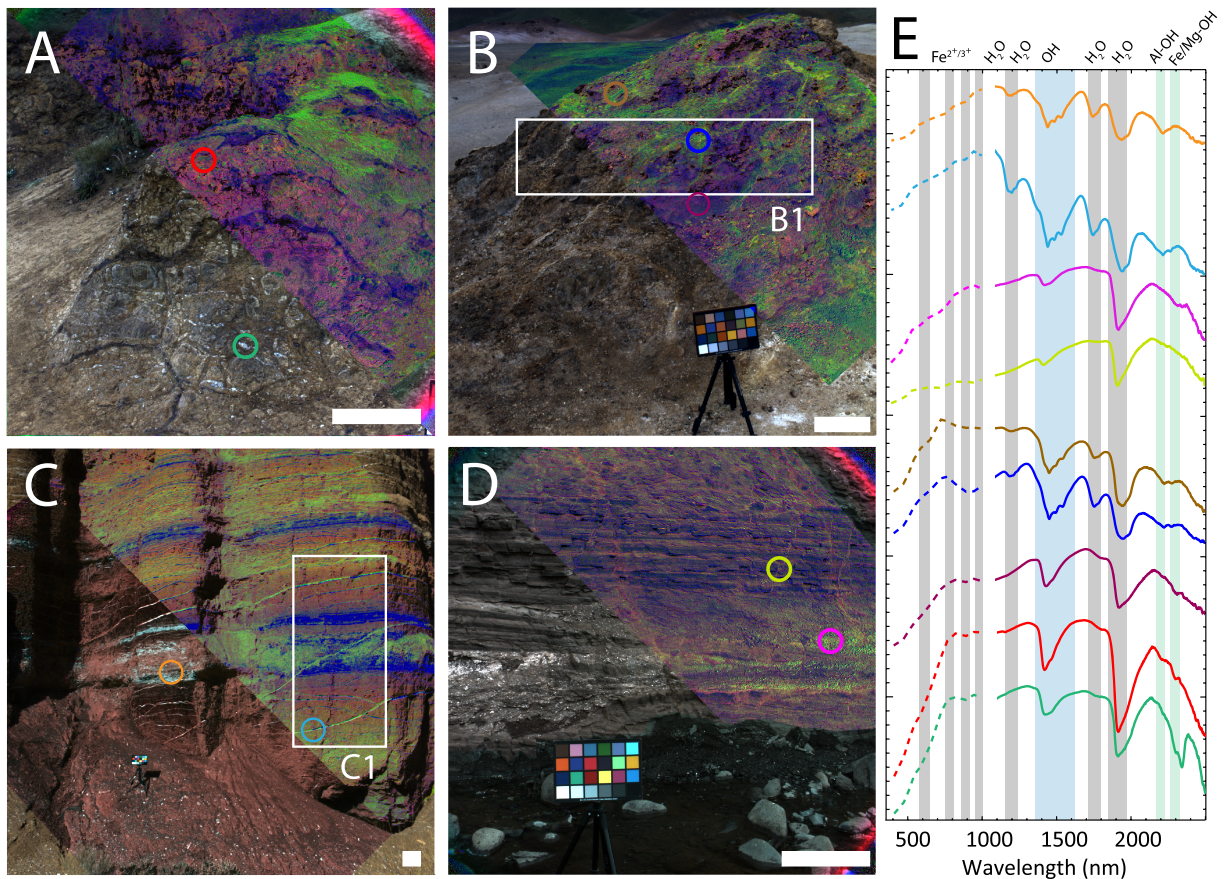 A
B
B1
C
C1
D
E
Fe2+/3+
H2O
H2O
OH
H2O
H2O
Al-OH
Fe/Mg-OH
500
1000
1500
2000
Wavelength (nm)